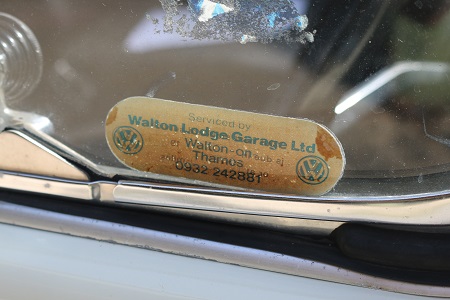 Serviced by
Walton Lodge Garage Ltd
Walton-on
Thames
0932 242881